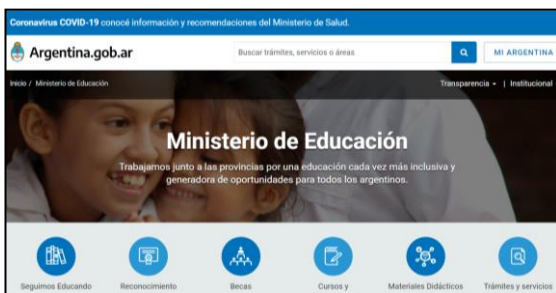 Coronavirus COVID-19 conocé información y recomendaciones del Ministerio de Salud.
Argentina.gob.ar
Buscar trámites, servicios o áreas
MI ARGENTINA
Inicio / Ministerio de Educación
Transparencia | Institucional
Ministerio de Educación
Trabajamos junto a las provincias por una educación cada vez más inclusiva y
generadora de oportunidades para todos los argentinos.
Seguimos Educando
Reconocimiento
Becas
Cursos y
Materiales Didácticos
Trámites y servicios